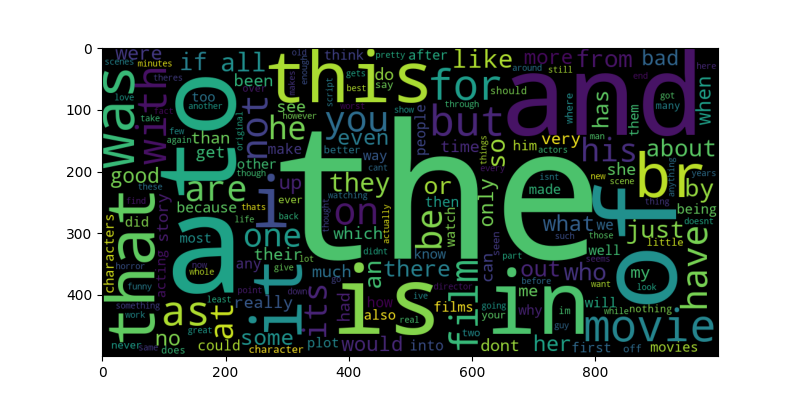 0
100
200
300
400
0 200 400 600 800
were
scenes
minutes
theres
love
take
was
with
fact
if all
old
enough
think
pretty
after
like
more from
bad
here
this
makes
gets
best
do
say
script
around
still
for
should
and
end
got
many
when
to
too
another
been
over
not
original
see
however
he
you
even
worst
show
through
people
but
where
has
them
man
few
again
than
get
other
though
make
better
way
cant
time
things
so
him
very
actors
his
about
every
good
these
find
did
that
are
because
thats
life
i
up
ever
back
they
thought
watching
on
which
didnt
actually
the
or
then
be
watch
only
isnt
made
new
scene
she
br
anything
years
by
thing
being
doesnt
of
what
we
such
those
just
little
characters
horror
funny
something
work
never
same
acting story
most
now
whole
a
one
their
lot
any
give
point
down
it
much
an
there
know
can
seen
seems
well
out
who
want
my
look
have
as
at
least
really
its
had
is
how
also
ive
real
director
films
film
going
your
before
me
in
why
im
guy
part
will
while
nothing
movie
no
does
great
could
some
character
plot
would
into
two
dont
her
first
off
movies